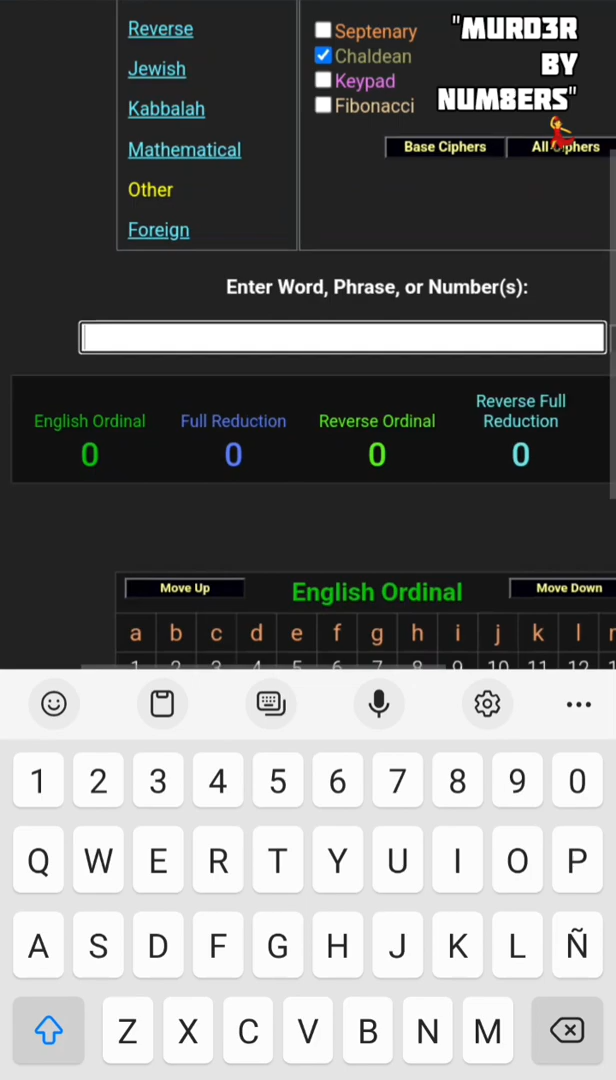 Reverse
Jewish
Kabbalah
Mathematical
Other
Foreign
Septenary
Chaldean
Keypad
Fibonacci
"MURD3R
BY
NUM8ERS"
Base Ciphers
All Ciphers
Enter Word, Phrase, or Number(s):
English Ordinal
0
Full Reduction
0
Reverse Ordinal
0
Reverse Full
Reduction
0
Move Up
English Ordinal
Move Down
a b c d e f g h i j k l
1 2 3 4 5 6 7 8 9 10 11 12
1 2 3 4 5 6 7 8 9 0
Q W E R T Y U I O P
A S D F G H J K L Ñ
Z X C V B N M